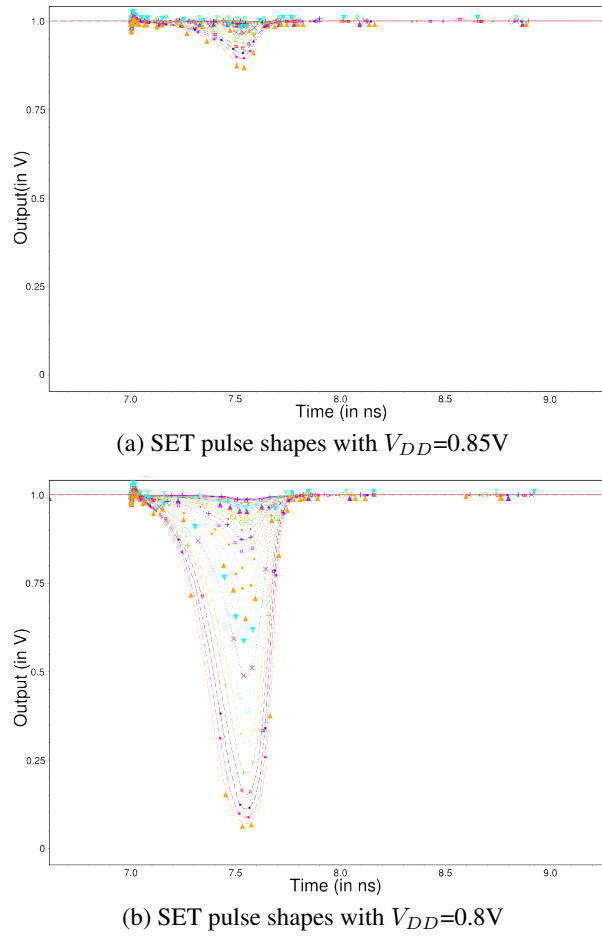 1.0
0.75
0.5
0.25
0
Output(in V)
7.0 7.5 8.0 8.5 9.0
Time (in ns)
(a) SET pulse shapes with V_DD=0.85V
1.0
0.75
0.5
0.25
0
Output (in V)
7.0 7.5 8.0 8.5 9.0
Time (in ns)
(b) SET pulse shapes with V_DD=0.8V